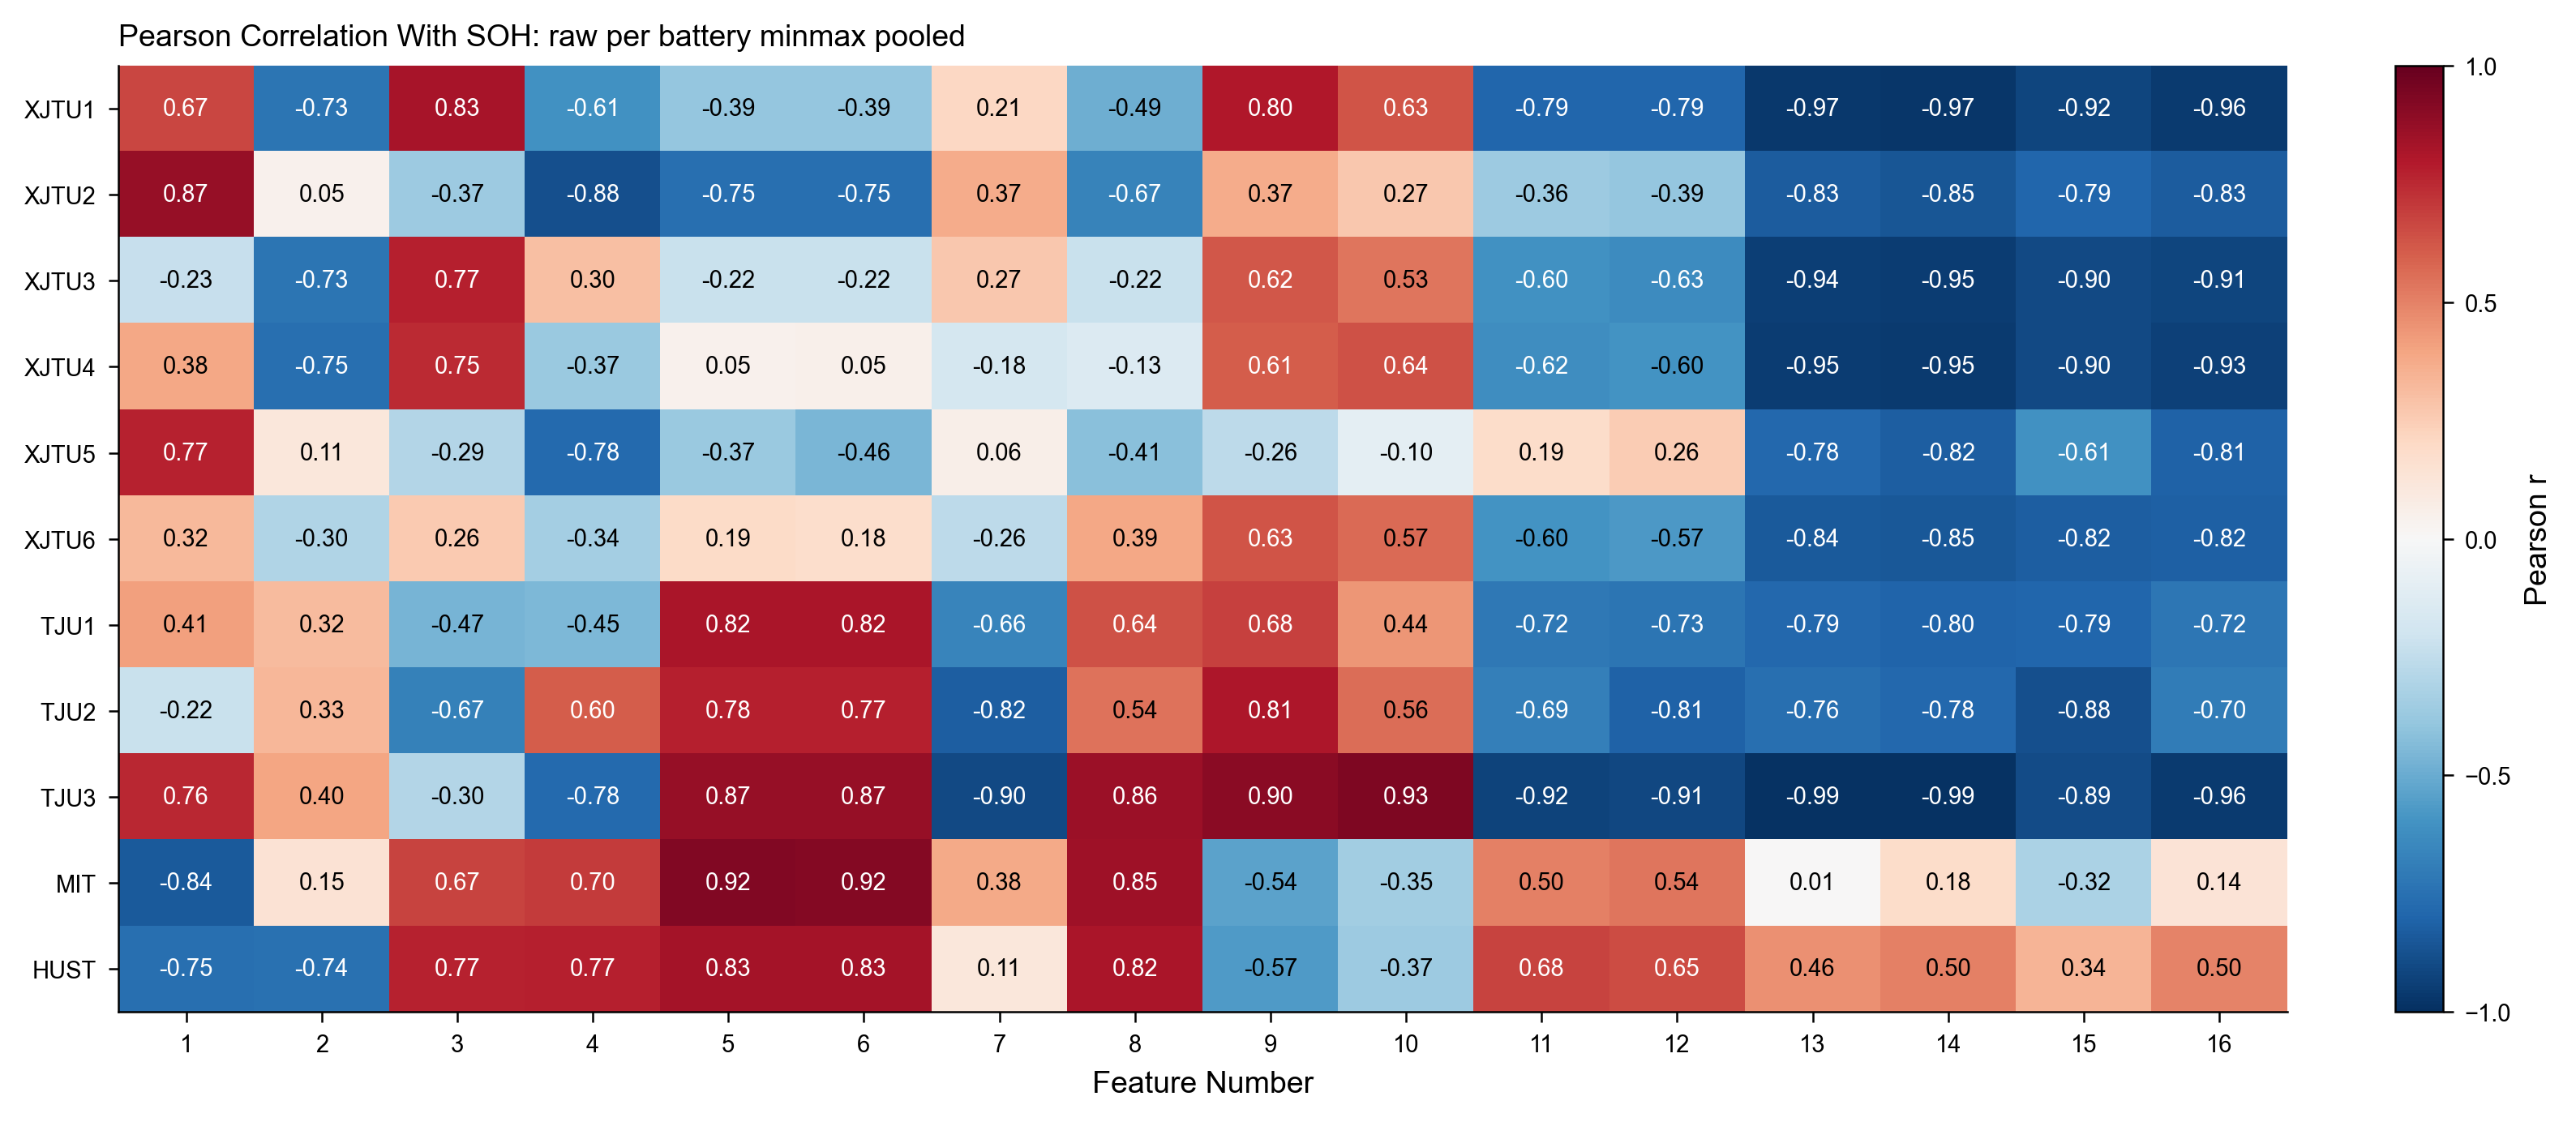 Pearson Correlation With SOH: raw per battery minmax pooled
XJTU1 0.67 -0.73 0.83 -0.61 -0.39 -0.39 0.21 -0.49 0.80 0.63 -0.79 -0.79 -0.97 -0.97 -0.92 -0.96
XJTU2 0.87 0.05 -0.37 -0.88 -0.75 -0.75 0.37 -0.67 0.37 0.27 -0.36 -0.39 -0.83 -0.85 -0.79 -0.83
XJTU3 -0.23 -0.73 0.77 0.30 -0.22 -0.22 0.27 -0.22 0.62 0.53 -0.60 -0.63 -0.94 -0.95 -0.90 -0.91
XJTU4 0.38 -0.75 0.75 -0.37 0.05 0.05 -0.18 -0.13 0.61 0.64 -0.62 -0.60 -0.95 -0.95 -0.90 -0.93
XJTU5 0.77 0.11 -0.29 -0.78 -0.37 -0.46 0.06 -0.41 -0.26 -0.10 0.19 0.26 -0.78 -0.82 -0.61 -0.81
XJTU6 0.32 -0.30 0.26 -0.34 0.19 0.18 -0.26 0.39 0.63 0.57 -0.60 -0.57 -0.84 -0.85 -0.82 -0.82
TJU1 0.41 0.32 -0.47 -0.45 0.82 0.82 -0.66 0.64 0.68 0.44 -0.72 -0.73 -0.79 -0.80 -0.79 -0.72
TJU2 -0.22 0.33 -0.67 0.60 0.78 0.77 -0.82 0.54 0.81 0.56 -0.69 -0.81 -0.76 -0.78 -0.88 -0.70
TJU3 0.76 0.40 -0.30 -0.78 0.87 0.87 -0.90 0.86 0.90 0.93 -0.92 -0.91 -0.99 -0.99 -0.89 -0.96
MIT -0.84 0.15 0.67 0.70 0.92 0.92 0.38 0.85 -0.54 -0.35 0.50 0.54 0.01 0.18 -0.32 0.14
HUST -0.75 -0.74 0.77 0.77 0.83 0.83 0.11 0.82 -0.57 -0.37 0.68 0.65 0.46 0.50 0.34 0.50
1 2 3 4 5 6 7 8 9 10 11 12 13 14 15 16
Feature Number
1.0
0.5
0.0
−0.5
−1.0
Pearson r